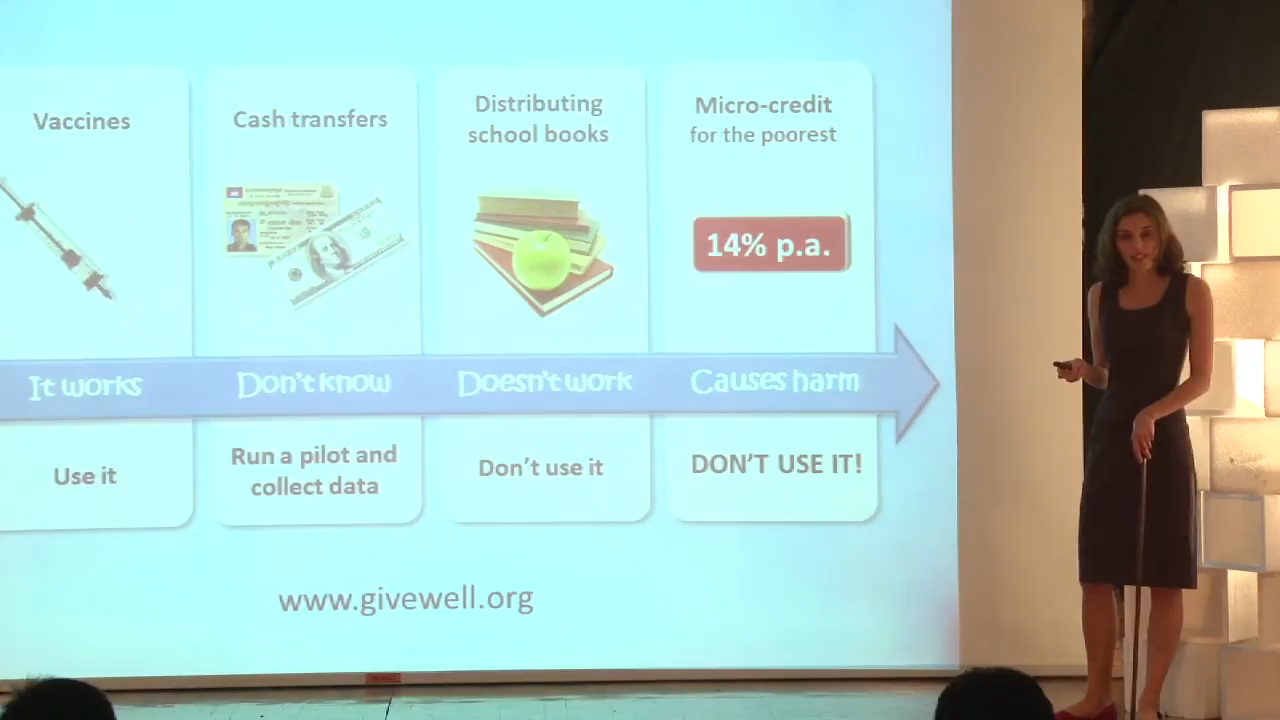 Vaccines
Cash transfers
Distributing
school books
Micro-credit
for the poorest
14% p.a.
It works
Don't know
Doesn't work
Causes harm
Use it
Run a pilot and
collect data
Don't use it
DON'T USE IT!
www.givewell.org